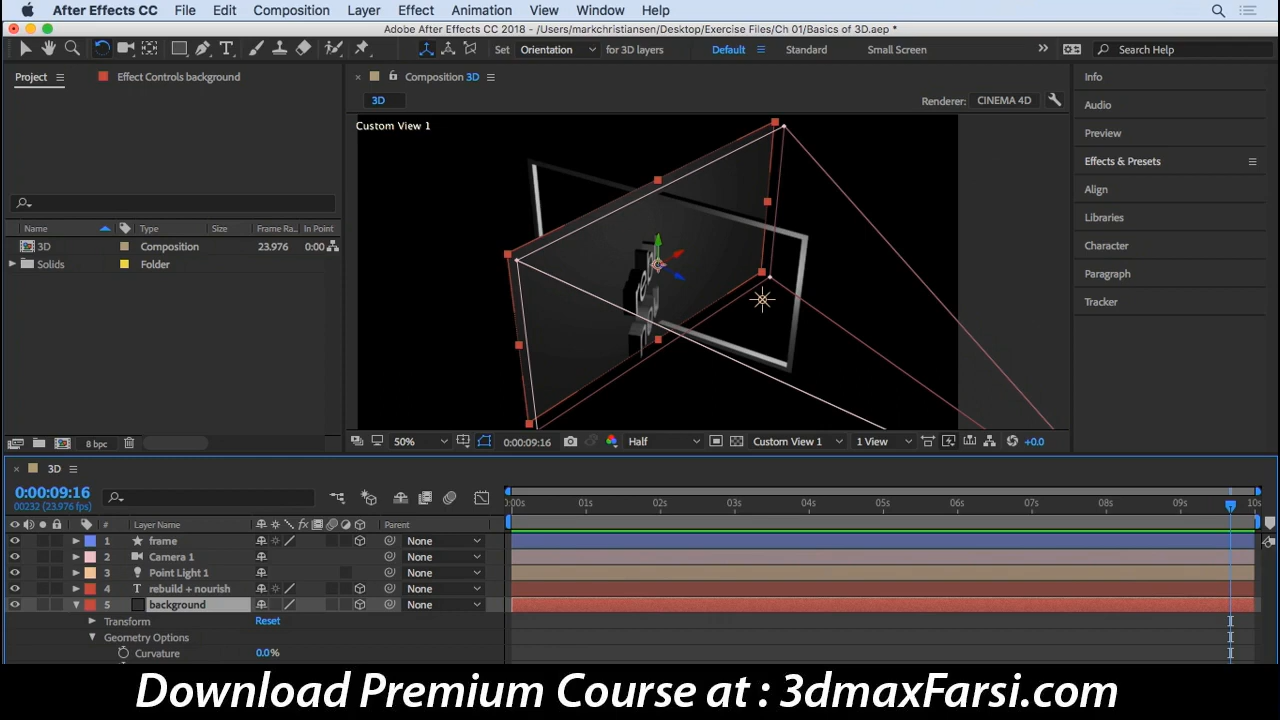 After Effects CC File Edit Composition Layer Effect Animation View Window Help
Adobe After Effects CC 2018 - /Users/markchristiansen/Desktop/Exercise Files/Ch 01/Basics of 3D.aep *
Set Orientation for 3D layers Default Standard Small Screen Search Help
Project Effect Controls background Composition 3D Info
3D Renderer: CINEMA 4D Audio
Custom View 1 Preview
Effects & Presets
Align
Libraries
Name Type Size Frame Ra... In Point
3D Composition 23.976 0:00
Solids Folder
Character
Paragraph
Tracker
8 bpc 50% 0:00:09:16 Half Custom View 1 1 View +0.0
3D
0:00:09:16
00232 (23.976 fps)
:00s 01s 02s 03s 04s 05s 06s 07s 08s 09s 10s
# Layer Name Parent
1 frame None
2 Camera 1 None
3 Point Light 1 None
4 T rebuild + nourish None
5 background None
Transform Reset
Geometry Options
Curvature 0.0%
Download Premium Course at : 3dmaxFarsi.com